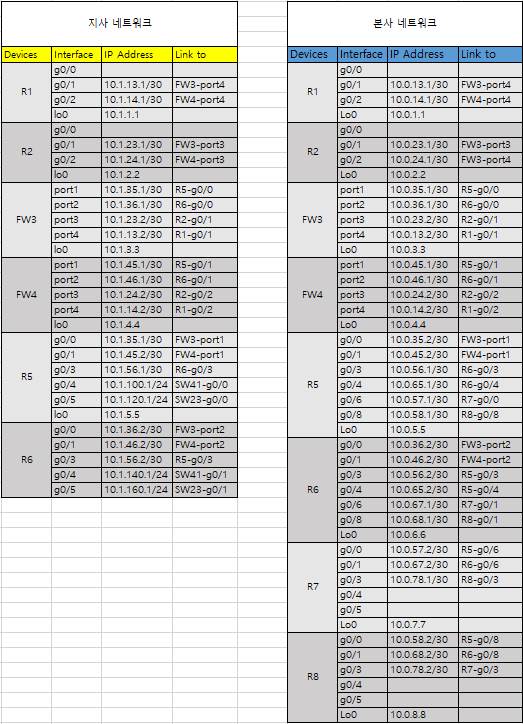 지사 네트워크
Devices Interface IP Address Link to
R1
g0/0
g0/1 10.1.13.1/30 FW3-port4
g0/2 10.1.14.1/30 FW4-port4
lo0 10.1.1.1
R2
g0/0
g0/1 10.1.23.1/30 FW3-port3
g0/2 10.1.24.1/30 FW4-port3
lo0 10.1.2.2
FW3
port1 10.1.35.1/30 R5-g0/0
port2 10.1.36.1/30 R6-g0/0
port3 10.1.23.2/30 R2-g0/1
port4 10.1.13.2/30 R1-g0/1
lo0 10.1.3.3
FW4
port1 10.1.45.1/30 R5-g0/1
port2 10.1.46.1/30 R6-g0/1
port3 10.1.24.2/30 R2-g0/2
port4 10.1.14.2/30 R1-g0/2
lo0 10.1.4.4
R5
g0/0 10.1.35.1/30 FW3-port1
g0/1 10.1.45.2/30 FW4-port1
g0/3 10.1.56.1/30 R6-g0/3
g0/4 10.1.100.1/24 SW41-g0/0
g0/5 10.1.120.1/24 SW23-g0/0
lo0 10.1.5.5
R6
g0/0 10.1.36.2/30 FW3-port2
g0/1 10.1.46.2/30 FW4-port2
g0/3 10.1.56.2/30 R5-g0/3
g0/4 10.1.140.1/24 SW41-g0/1
g0/5 10.1.160.1/24 SW23-g0/1
본사 네트워크
Devices Interface IP Address Link to
R1
g0/0
g0/1 10.0.13.1/30 FW3-port4
g0/2 10.0.14.1/30 FW4-port4
Lo0 10.0.1.1
R2
g0/0
g0/1 10.0.23.1/30 FW3-port3
g0/2 10.0.24.1/30 FW4-port4
Lo0 10.0.2.2
FW3
port1 10.0.35.1/30 R5-g0/0
port2 10.0.36.1/30 R6-g0/0
port3 10.0.23.2/30 R2-g0/1
port4 10.0.13.2/30 R1-g0/1
Lo0 10.0.3.3
FW4
port1 10.0.45.1/30 R5-g0/1
port2 10.0.46.1/30 R6-g0/1
port3 10.0.24.2/30 R2-g0/2
port4 10.0.14.2/30 R1-g0/2
Lo0 10.0.4.4
R5
g0/0 10.0.35.2/30 FW3-port1
g0/1 10.0.45.2/30 FW4-port1
g0/3 10.0.56.1/30 R6-g0/3
g0/4 10.0.65.1/30 R6-g0/4
g0/6 10.0.57.1/30 R7-g0/0
g0/8 10.0.58.1/30 R8-g0/8
Lo0 10.0.5.5
R6
g0/0 10.0.36.2/30 FW3-port2
g0/1 10.0.46.2/30 FW4-port2
g0/3 10.0.56.2/30 R5-g0/3
g0/4 10.0.65.2/30 R5-g0/4
g0/6 10.0.67.1/30 R7-g0/1
g0/8 10.0.68.1/30 R8-g0/1
Lo0 10.0.6.6
R7
g0/0 10.0.57.2/30 R5-g0/6
g0/1 10.0.67.2/30 R6-g0/6
g0/3 10.0.78.1/30 R8-g0/3
g0/4
g0/5
Lo0 10.0.7.7
R8
g0/0 10.0.58.2/30 R5-g0/8
g0/1 10.0.68.2/30 R6-g0/8
g0/3 10.0.78.2/30 R7-g0/3
g0/4
g0/5
Lo0 10.0.8.8